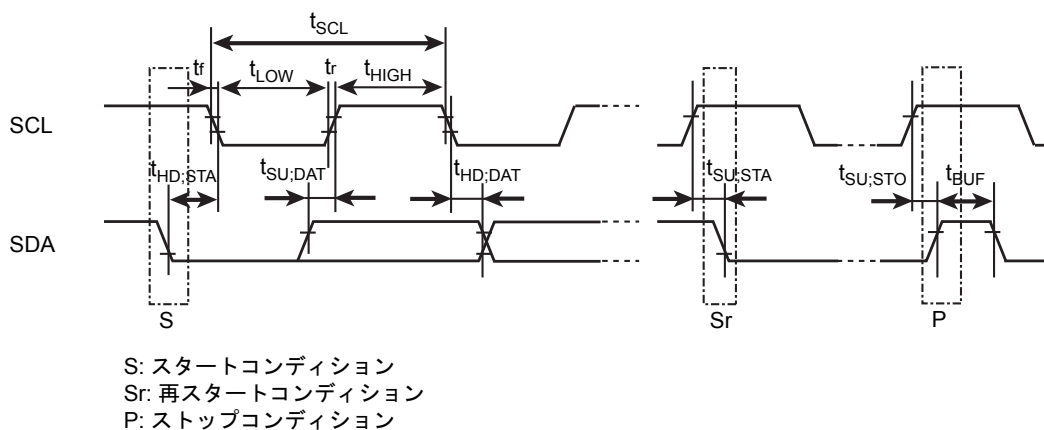 tSCL
tf tLOW tr tHIGH
SCL
tHD;STA tSU;DAT tHD;DAT tSU;STA tSU;STO tBUF
SDA
S Sr P
S: スタートコンディション
Sr: 再スタートコンディション
P: ストップコンディション